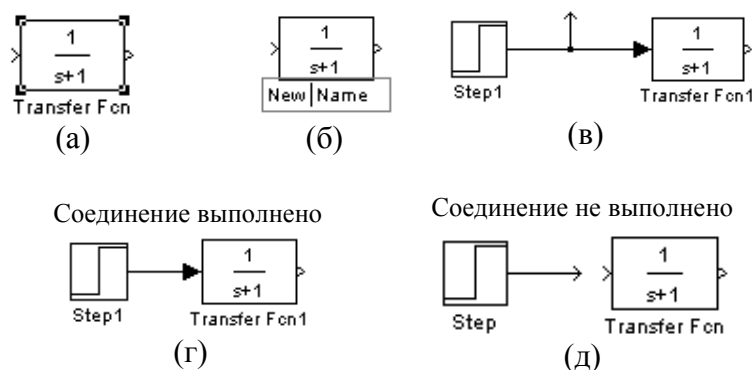 1
s+1
Transfer Fcn
(а)
1
s+1
New Name
(б)
Step1
1
s+1
Transfer Fcn1
(в)
Соединение выполнено
Step1
1
s+1
Transfer Fcn1
(г)
Соединение не выполнено
Step
1
s+1
Transfer Fcn
(д)